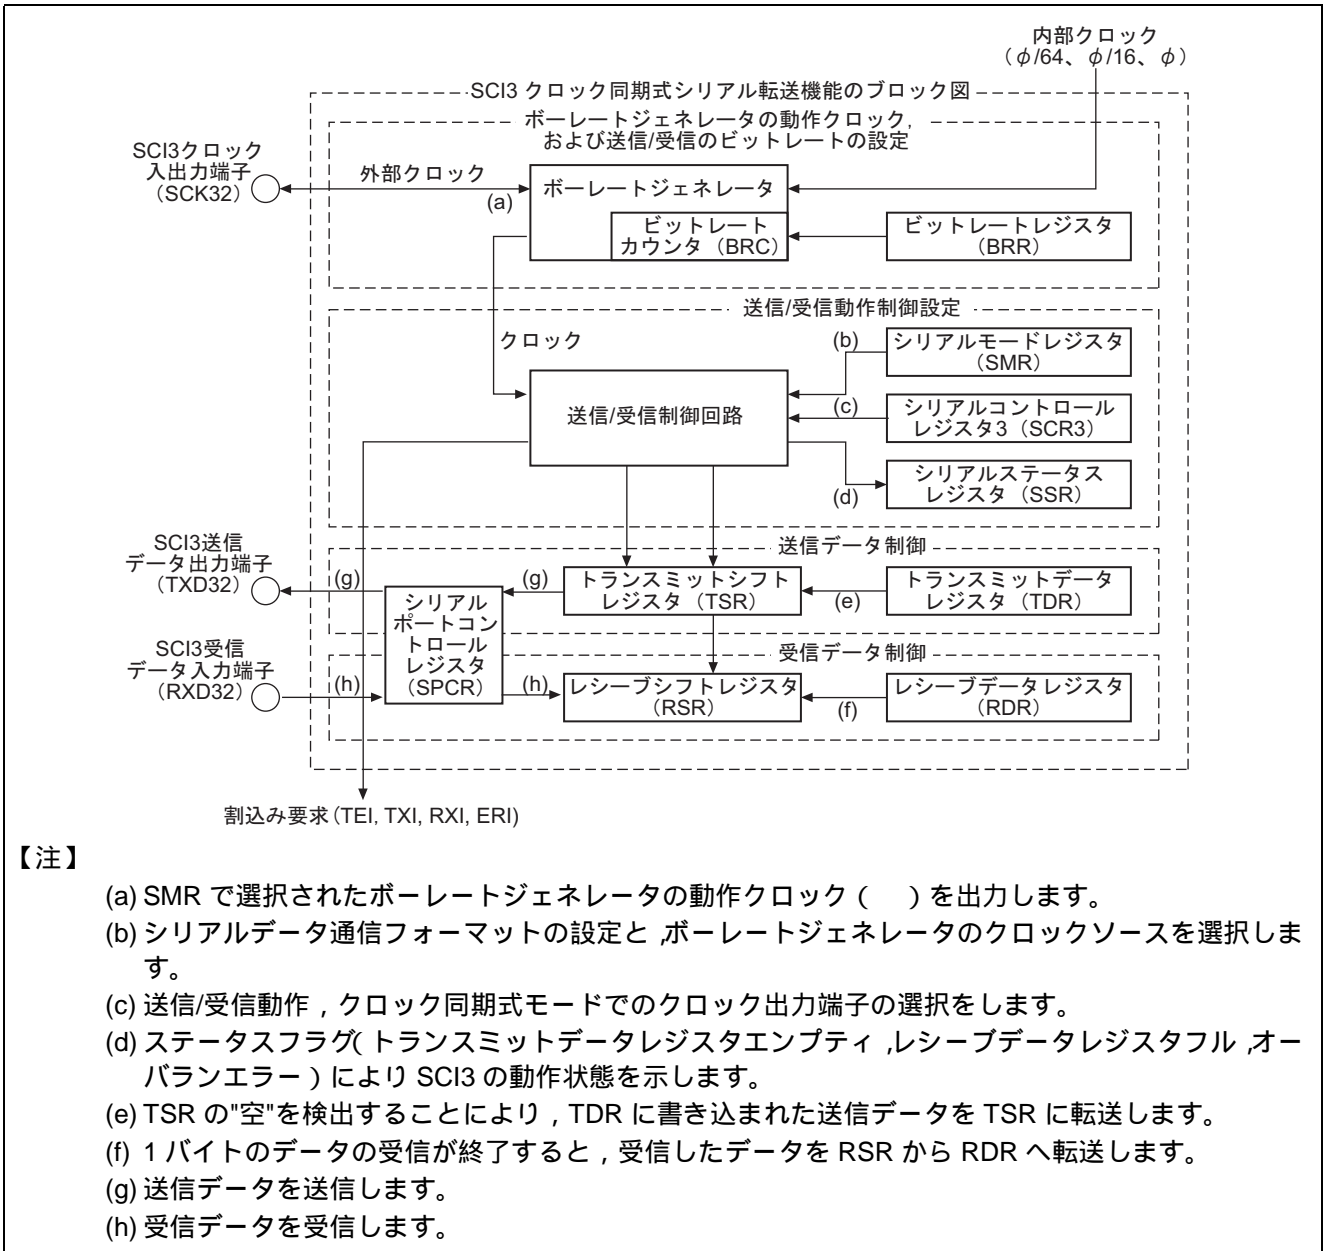 内部クロック
（φ/64、φ/16、φ）
SCI3 クロック同期式シリアル転送機能のブロック図
ボーレートジェネレータの動作クロック,
および送信/受信のビットレートの設定
SCI3クロック
入出力端子
（SCK32）
外部クロック
(a)
ボーレートジェネレータ
ビットレート
カウンタ（BRC）
ビットレートレジスタ
（BRR）
送信/受信動作制御設定
クロック
(b)
シリアルモードレジスタ
（SMR）
送信/受信制御回路
(c)
シリアルコントロール
レジスタ3（SCR3）
(d)
シリアルステータス
レジスタ（SSR）
SCI3送信
データ出力端子
（TXD32）
送信データ制御
(g)
(g)
トランスミットシフト
レジスタ（TSR）
(e)
トランスミットデータ
レジスタ（TDR）
シリアル
ポートコン
トロール
レジスタ
（SPCR）
SCI3受信
データ入力端子
（RXD32）
受信データ制御
(h)
(h)
レシーブシフトレジスタ
（RSR）
(f)
レシーブデータレジスタ
（RDR）
割込み要求(TEI, TXI, RXI, ERI)
【注】
(a) SMR で選択されたボーレートジェネレータの動作クロック（　）を出力します。
(b) シリアルデータ通信フォーマットの設定と,ボーレートジェネレータのクロックソースを選択しま
す。
(c) 送信/受信動作，クロック同期式モードでのクロック出力端子の選択をします。
(d) ステータスフラグ(トランスミットデータレジスタエンプティ,レシーブデータレジスタフル,オー
バランエラー）により SCI3 の動作状態を示します。
(e) TSR の"空"を検出することにより，TDR に書き込まれた送信データを TSR に転送します。
(f) 1 バイトのデータの受信が終了すると，受信したデータを RSR から RDR へ転送します。
(g) 送信データを送信します。
(h) 受信データを受信します。